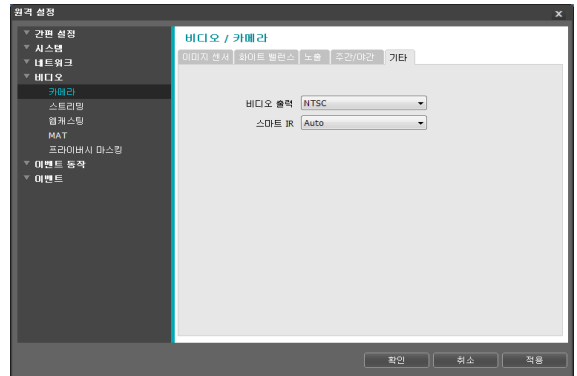 원격 설정
x
간편 설정
시스템
네트워크
비디오
카메라
스트리밍
웹캐스팅
MAT
프라이버시 마스킹
이벤트 동작
이벤트
비디오 / 카메라
이미지 센서 화이트 밸런스 노출 주간/야간 기타
비디오 출력 NTSC
스마트 IR Auto
확인 취소 적용